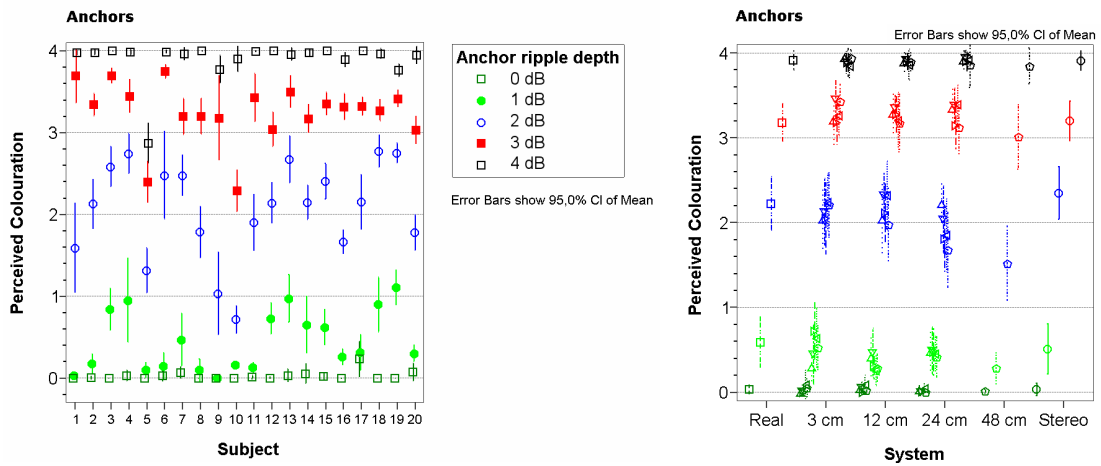 Anchors
4
3
2
1
0
Perceived Colouration
1 2 3 4 5 6 7 8 9 10 11 12 13 14 15 16 17 18 19 20
Subject
Anchor ripple depth
0 dB
1 dB
2 dB
3 dB
4 dB
Error Bars show 95,0% CI of Mean
Anchors
Error Bars show 95,0% CI of Mean
4
3
2
1
0
Perceived Colouration
Real 3 cm 12 cm 24 cm 48 cm Stereo
System